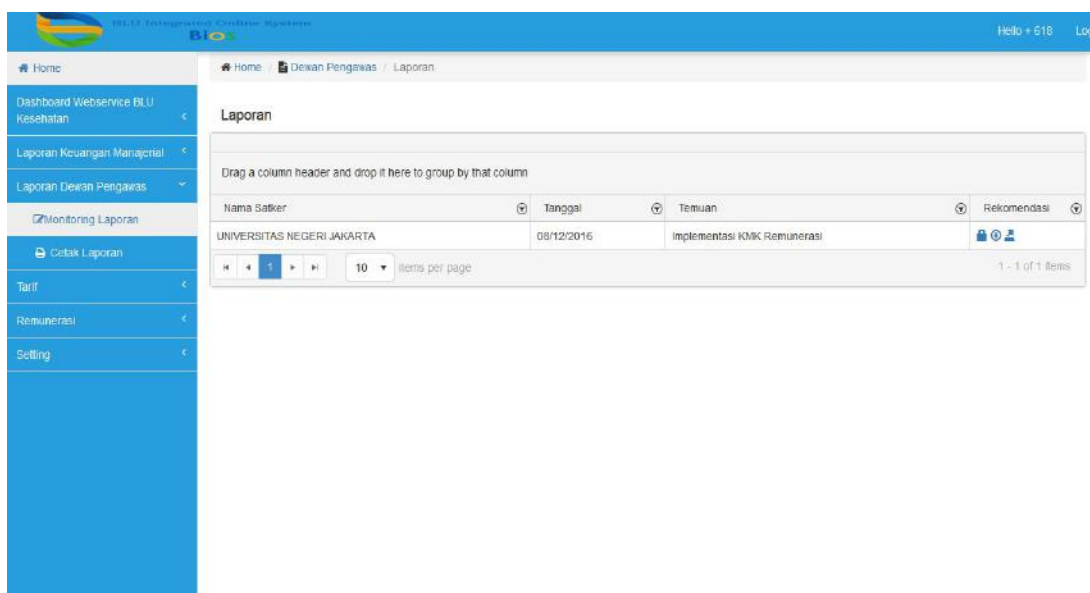 BLU Integrated Online System
Bios
Hello + 618 Lo
Home
Home / Dewan Pengawas / Laporan
Dashboard Webservice BLU
Kesehatan
Laporan
Laporan Keuangan Manajerial
Drag a column header and drop it here to group by that column
Laporan Dewan Pengawas
Nama Satker Tanggal Temuan Rekomendasi
Monitoring Laporan
UNIVERSITAS NEGERI JAKARTA 08/12/2016 Implementasi KMK Remunerasi
Cetak Laporan
1 10 items per page 1 - 1 of 1 items
Tarif
Remunerasi
Setting